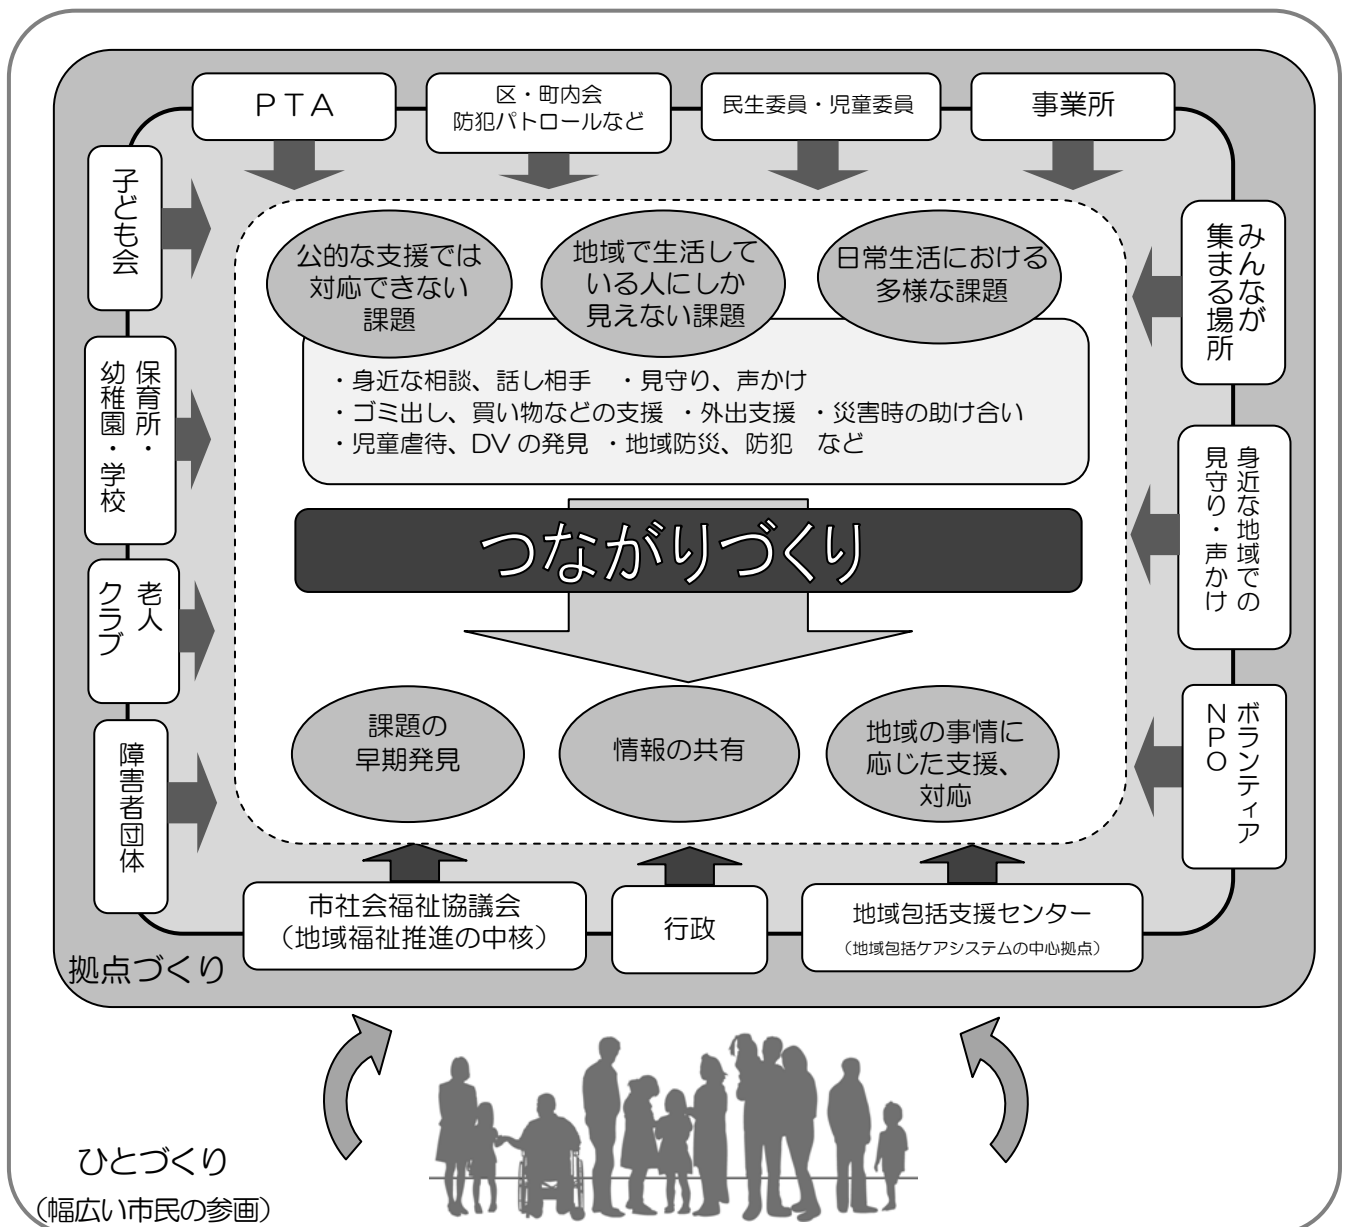 PTA
区・町内会
防犯パトロールなど
民生委員・児童委員
事業所
子ども会
保育所・
幼稚園・学校
老人
クラブ
障害者団体
みんなが
集まる場所
身近な地域での
見守り・声かけ
ボランティア
NPO
公的な支援では
対応できない
課題
地域で生活して
いる人にしか
見えない課題
日常生活における
多様な課題
・身近な相談、話し相手　・見守り、声かけ
・ゴミ出し、買い物などの支援　・外出支援　・災害時の助け合い
・児童虐待、DVの発見　・地域防災、防犯　など
つながりづくり
課題の
早期発見
情報の共有
地域の事情に
応じた支援、
対応
市社会福祉協議会
（地域福祉推進の中核）
行政
地域包括支援センター
（地域包括ケアシステムの中心拠点）
拠点づくり
ひとづくり
（幅広い市民の参画）